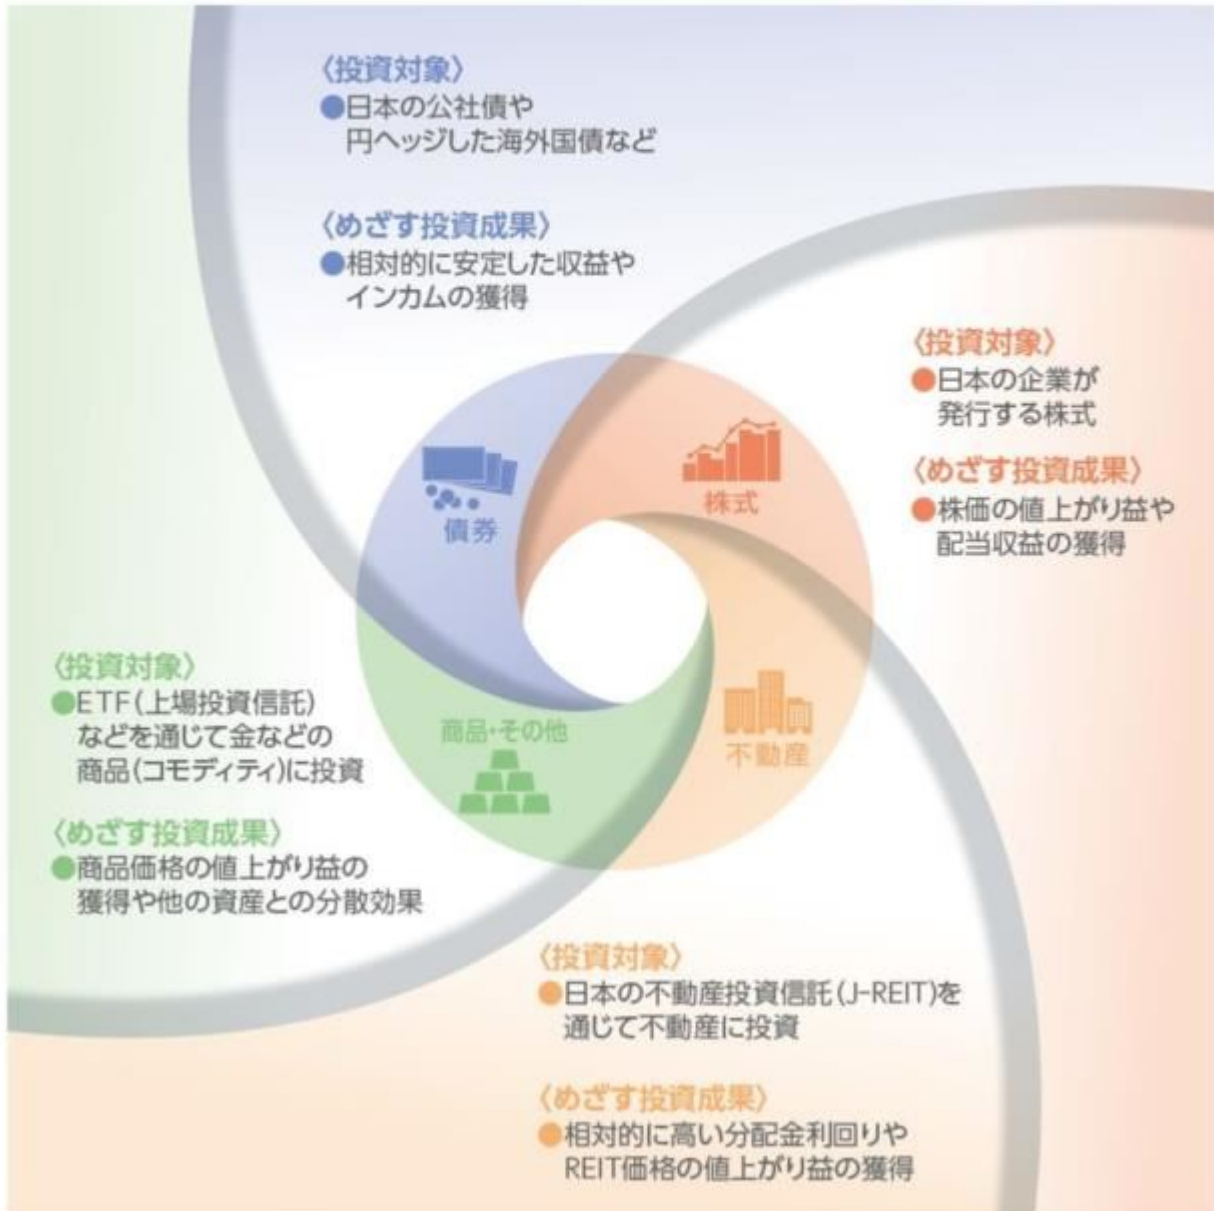 〈投資対象〉
●日本の公社債や
円ヘッジした海外国債など
〈めざす投資成果〉
●相対的に安定した収益や
インカムの獲得
〈投資対象〉
●日本の企業が
発行する株式
〈めざす投資成果〉
●株価の値上がり益や
配当収益の獲得
債券
株式
商品・その他
不動産
〈投資対象〉
●ETF(上場投資信託)
などを通じて金などの
商品(コモディティ)に投資
〈めざす投資成果〉
●商品価格の値上がり益の
獲得や他の資産との分散効果
〈投資対象〉
●日本の不動産投資信託(J-REIT)を
通じて不動産に投資
〈めざす投資成果〉
●相対的に高い分配金利回りや
REIT価格の値上がり益の獲得